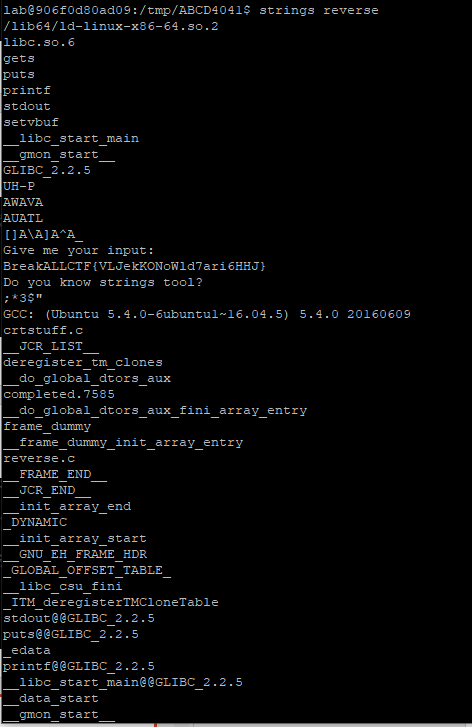 lab@906f0d80ad09:/tmp/ABCD4041$ strings reverse
/lib64/ld-linux-x86-64.so.2
libc.so.6
gets
puts
printf
stdout
setvbuf
__libc_start_main
__gmon_start__
GLIBC_2.2.5
UH-P
AWAVA
AUATL
[]A\A]A^A_
Give me your input:
BreakALLCTF{VLJekKONoWld7ari6HHJ}
Do you know strings tool?
;*3$"
GCC: (Ubuntu 5.4.0-6ubuntu1~16.04.5) 5.4.0 20160609
crtstuff.c
__JCR_LIST__
deregister_tm_clones
__do_global_dtors_aux
completed.7585
__do_global_dtors_aux_fini_array_entry
frame_dummy
__frame_dummy_init_array_entry
reverse.c
__FRAME_END__
__JCR_END__
__init_array_end
_DYNAMIC
__init_array_start
__GNU_EH_FRAME_HDR
_GLOBAL_OFFSET_TABLE_
__libc_csu_fini
_ITM_deregisterTMCloneTable
stdout@@GLIBC_2.2.5
puts@@GLIBC_2.2.5
_edata
printf@@GLIBC_2.2.5
__libc_start_main@@GLIBC_2.2.5
__data_start
__gmon_start__